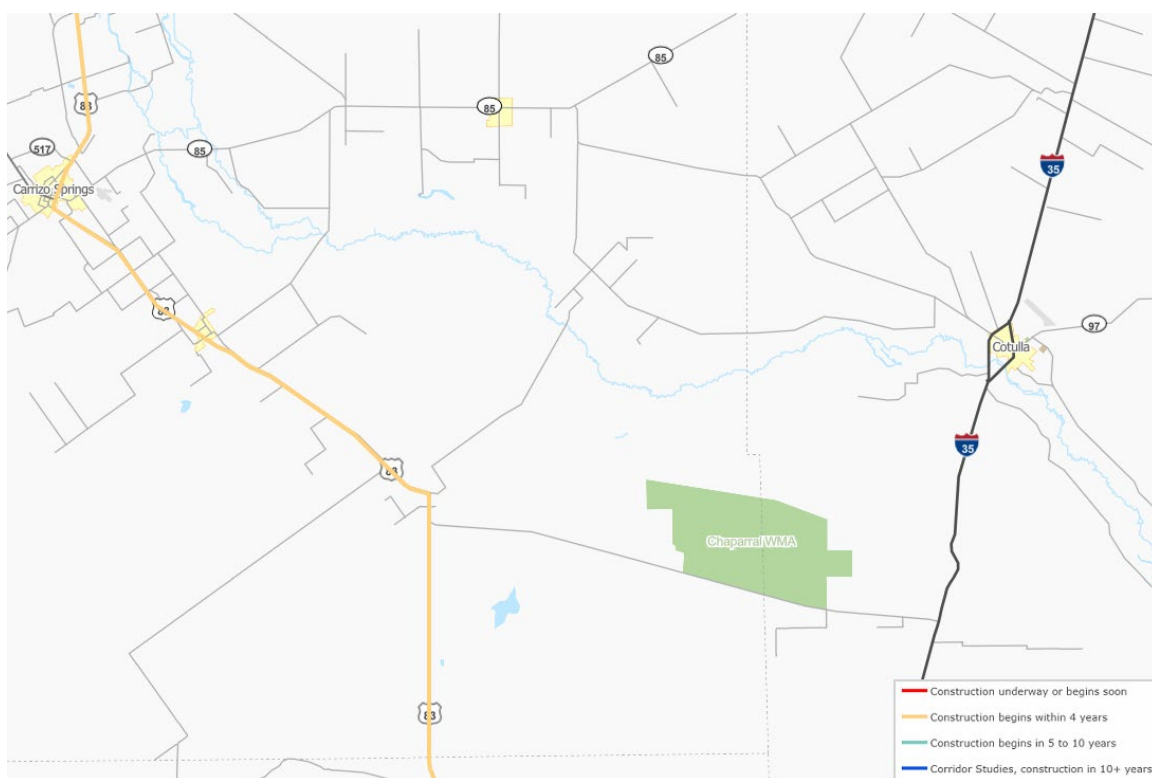 85
83
85
517
85
35
Carrizo Springs
83
97
Cotulla
35
83
Chaparral WMA
83
Construction underway or begins soon
Construction begins within 4 years
Construction begins in 5 to 10 years
Corridor Studies, construction in 10+ years